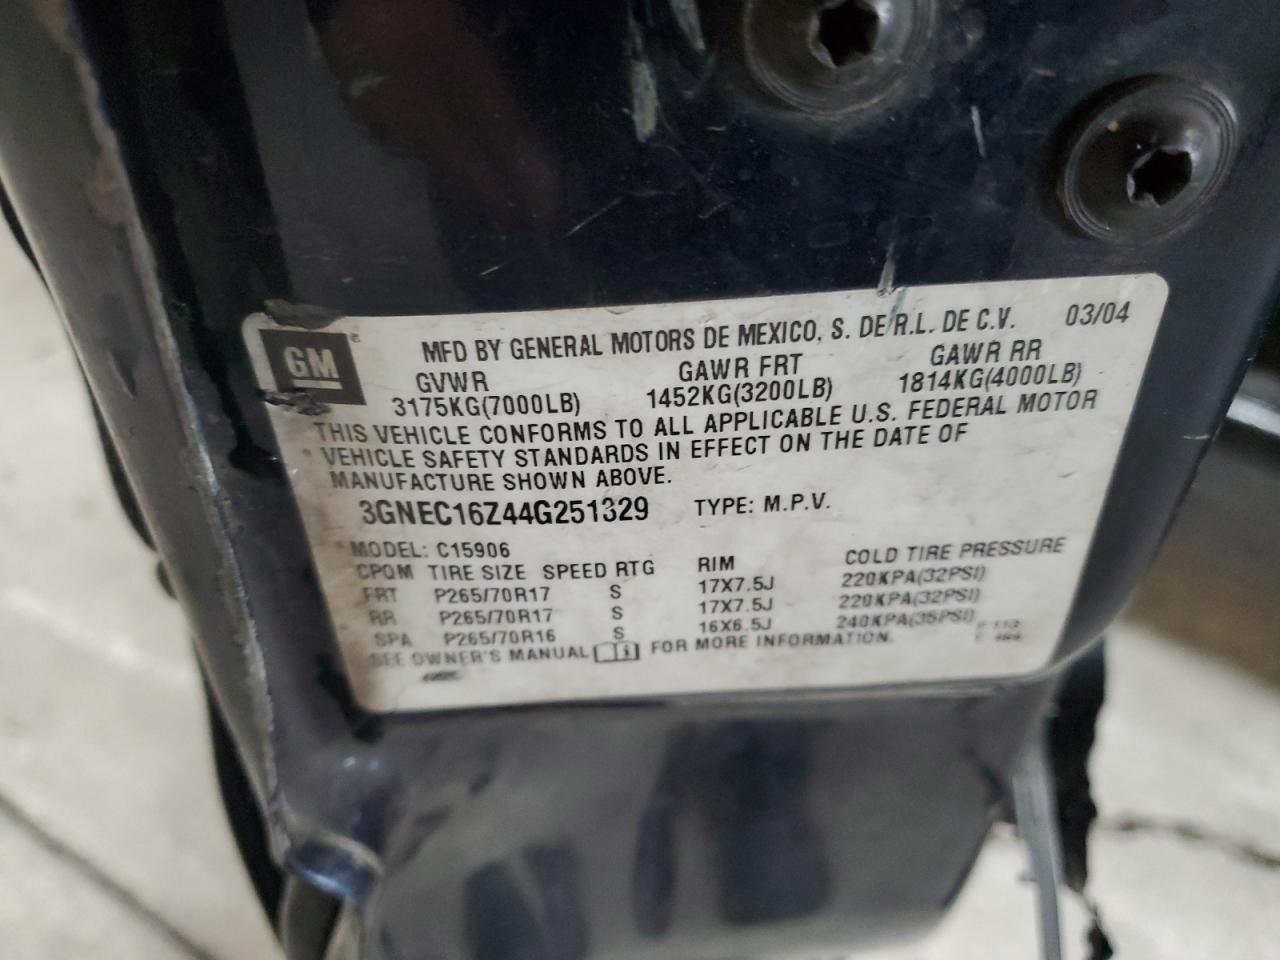 GM
MFD BY GENERAL MOTORS DE MEXICO, S. DE R.L. DE C.V. 03/04
GVWR GAWR FRT GAWR RR
3175KG(7000LB) 1452KG(3200LB) 1814KG(4000LB)
THIS VEHICLE CONFORMS TO ALL APPLICABLE U.S. FEDERAL MOTOR
VEHICLE SAFETY STANDARDS IN EFFECT ON THE DATE OF
MANUFACTURE SHOWN ABOVE.
3GNEC16Z44G251329 TYPE: M.P.V.
MODEL: C15906
CPOM TIRE SIZE SPEED RTG RIM COLD TIRE PRESSURE
FRT P265/70R17 S 17X7.5J 220KPA(32PSI)
RR P265/70R17 S 17X7.5J 220KPA(32PSI)
SPA P265/70R16 S 16X6.5J 240KPA(35PSI)
SEE OWNER'S MANUAL FOR MORE INFORMATION.